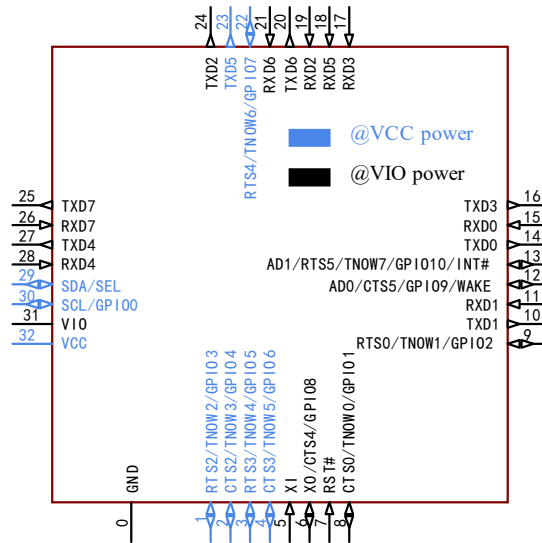 24
23
22
21
20
19
18
17
TXD2
TXD5
RTS4/TNOW6/GPIO7
RXD6
TXD6
RXD2
RXD5
RXD3
@VCC power
@VIO power
25 TXD7
26 RXD7
27 TXD4
28 RXD4
29 SDA/SEL
30 SCL/GPIO0
31 VIO
32 VCC
TXD3 16
RXD0 15
TXD0 14
AD1/RTS5/TNOW7/GPIO10/INT# 13
AD0/CTS5/GPIO9/WAKE 12
RXD1 11
TXD1 10
RTS0/TNOW1/GPIO2 9
GND
RTS2/TNOW2/GPIO3
CTS2/TNOW3/GPIO4
RTS3/TNOW4/GPIO5
CTS3/TNOW5/GPIO6
XI
XO/CTS4/GPIO8
RST#
CTS0/TNOW0/GPIO1
0
1
2
3
4
5
6
7
8